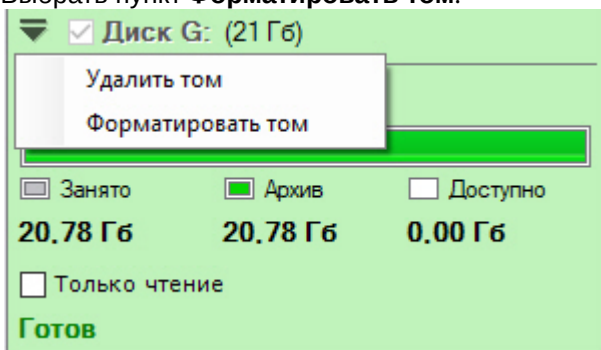 Выбрать пункт Форматировать том.
Диск G: (21 Гб)
Удалить том
Форматировать том
Занято Архив Доступно
20,78 Гб 20,78 Гб 0,00 Гб
Только чтение
Готов